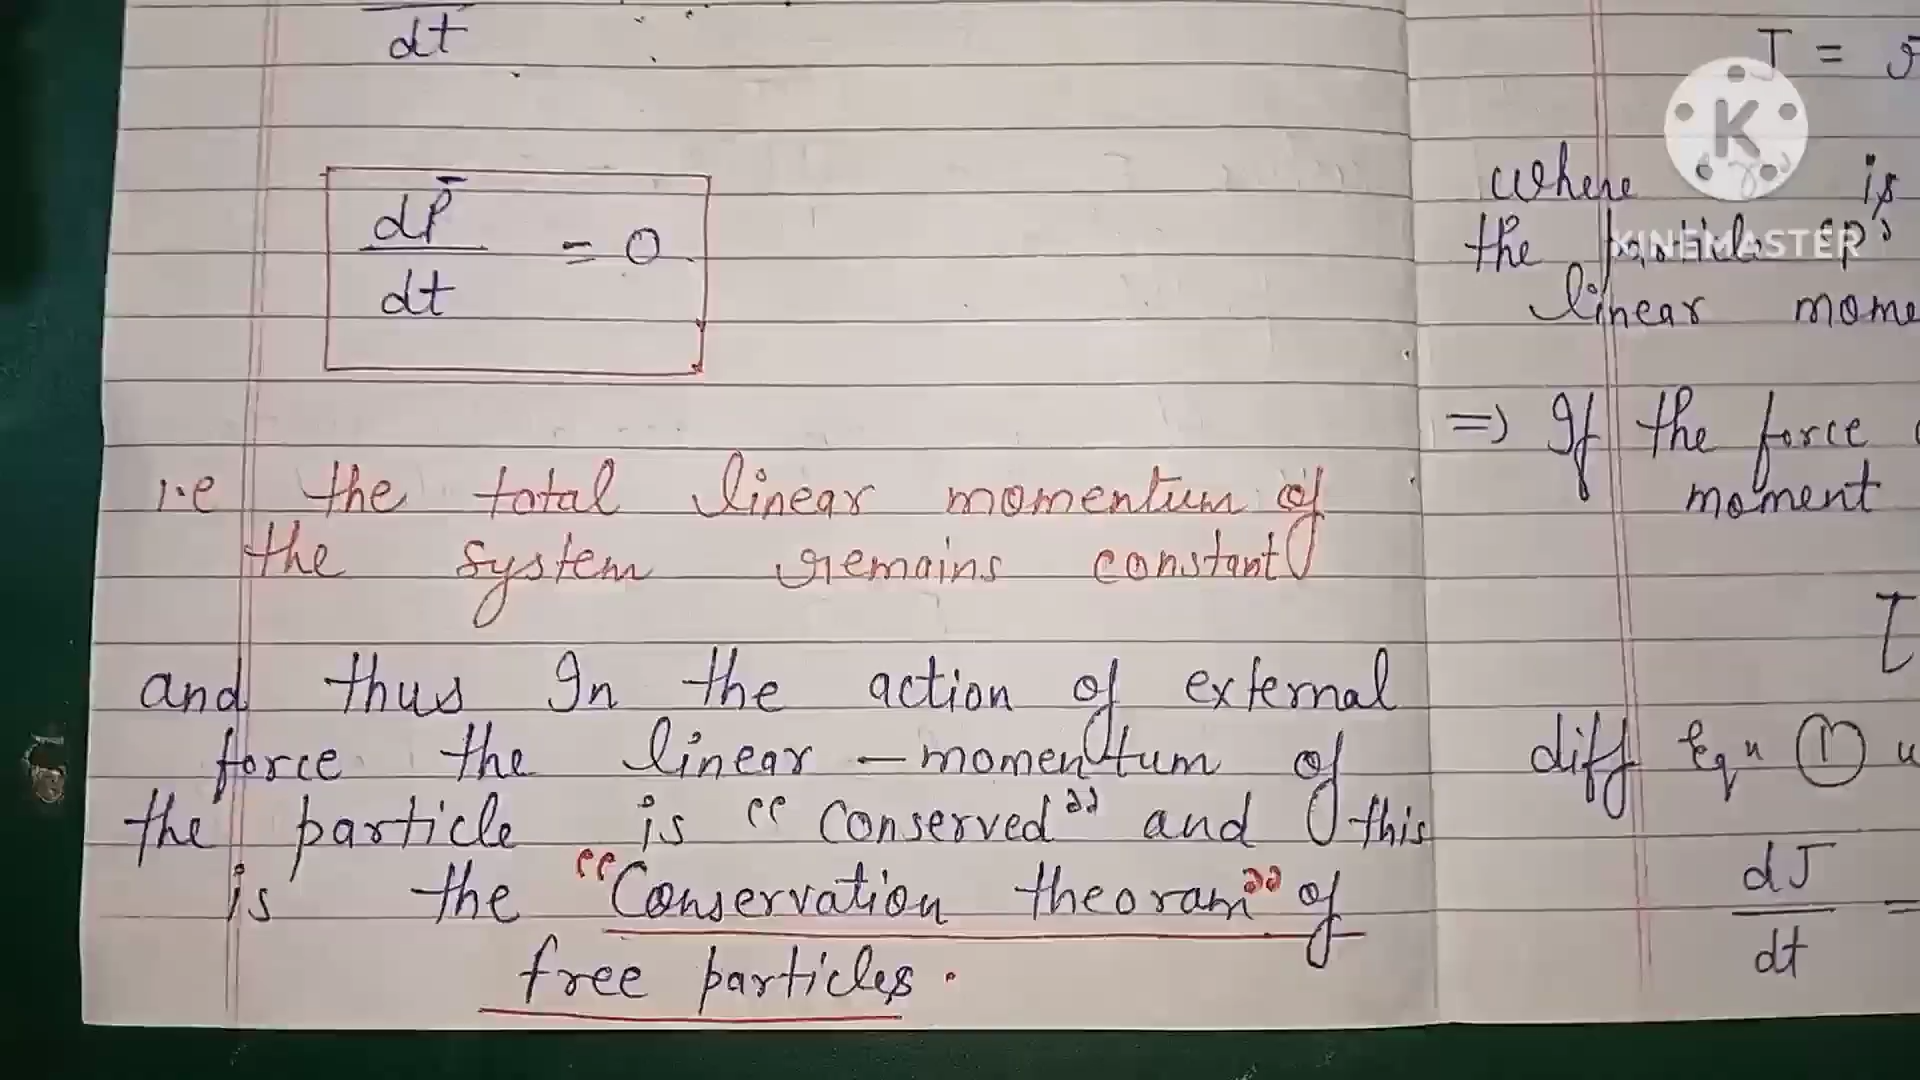 dt
dP̄
dt
= 0
i.e the total linear momentum of
the system remains constant
and thus In the action of external
force the linear - momentum of
the particle is "conserved" and this
is the "Conservation theoram" of
free particles.
J =
where is
the particle 'P'
linear mome
=> If the force
moment
diff Eqn ①
dJ
dt
=
K
KINEMASTER